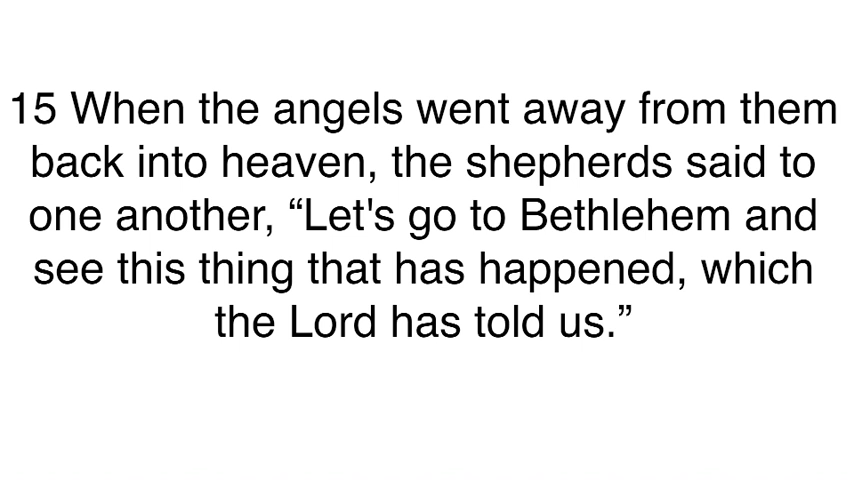 15 When the angels went away from them
back into heaven, the shepherds said to
one another, “Let's go to Bethlehem and
see this thing that has happened, which
the Lord has told us.”